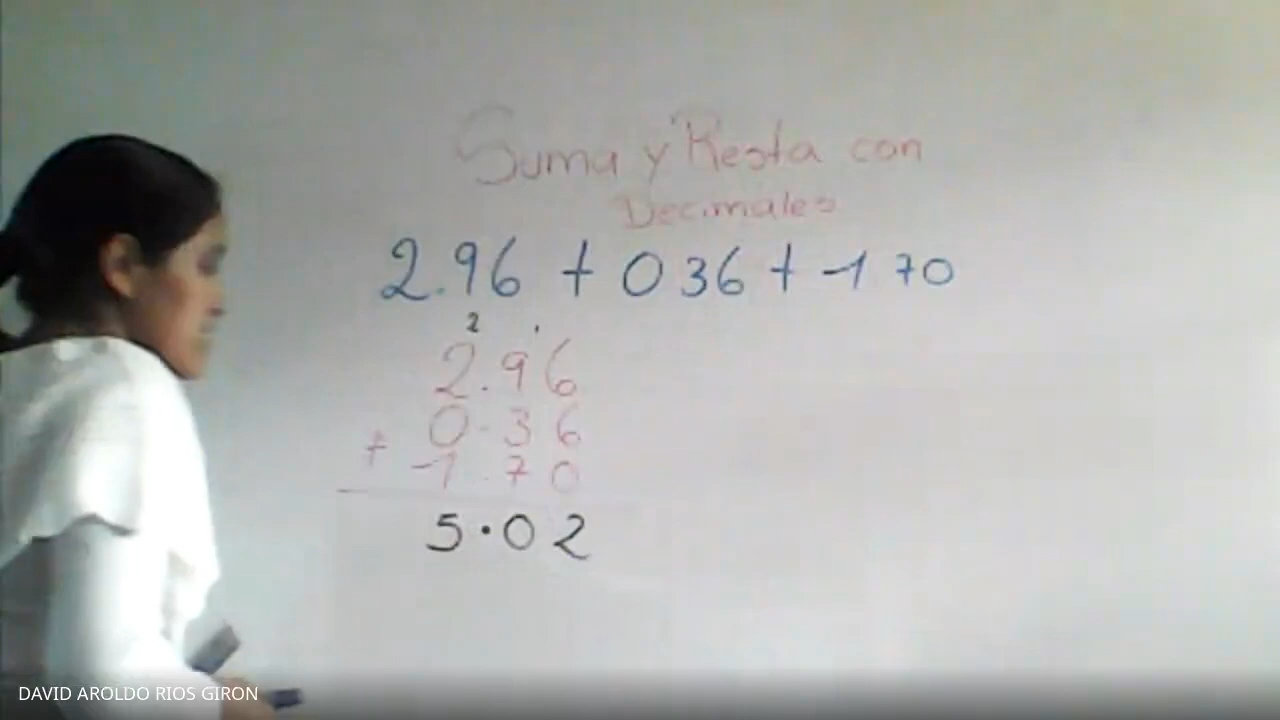 Suma y Resta con
Decimales
2.96 + 0 36 + -1 70
2 .
2.96
0.36
+ -1.70
5.02
DAVID AROLDO RIOS GIRON